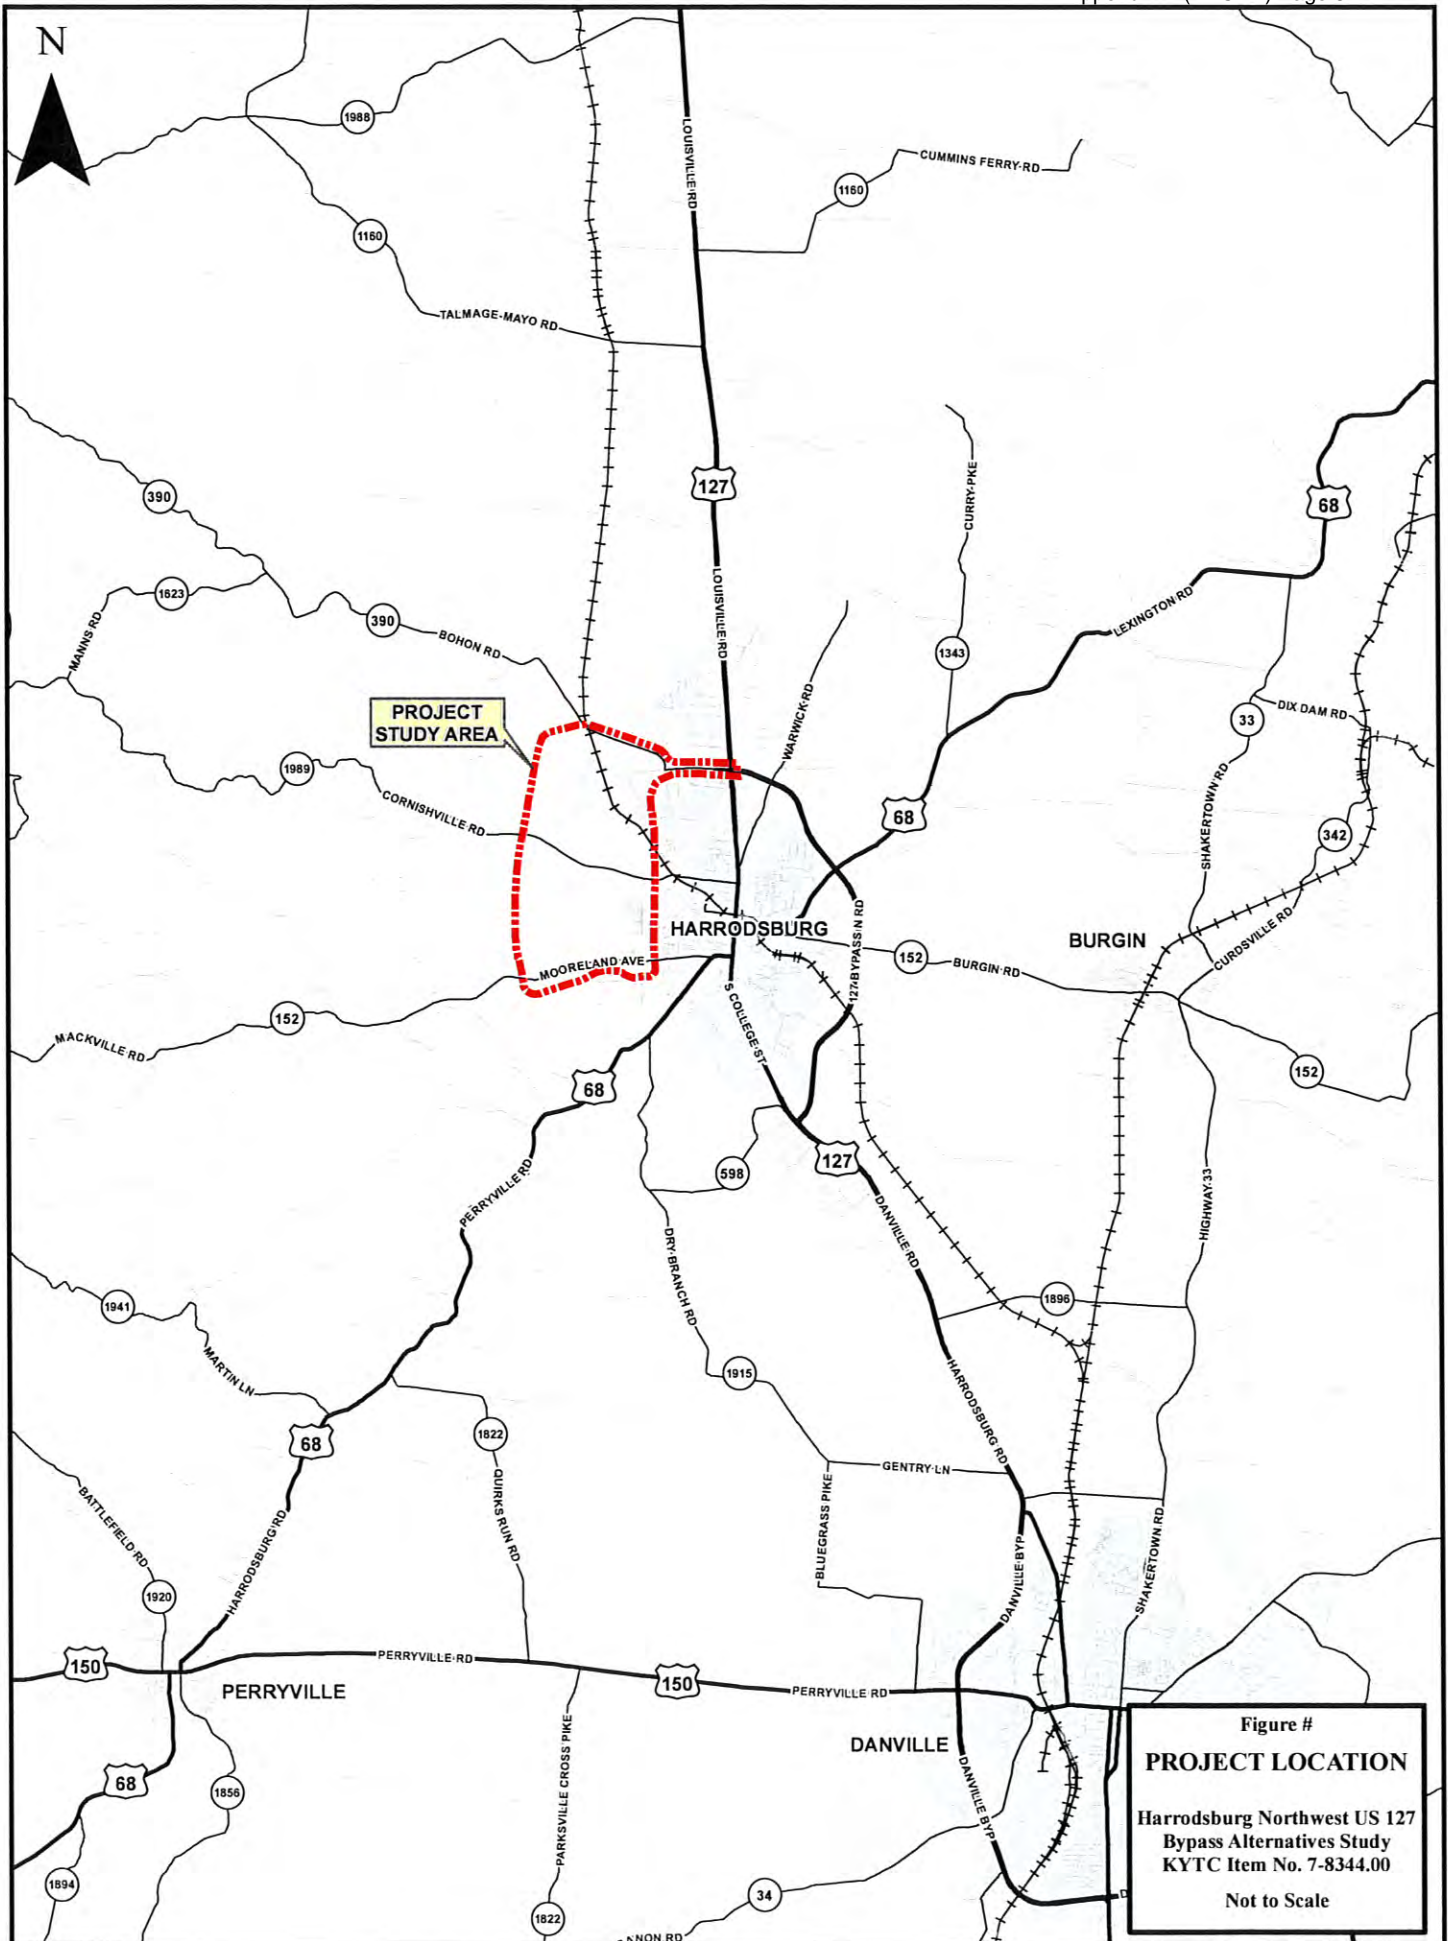 N
1988
LOUISVILLE RD
CUMMINS FERRY RD
1160
1160
TALMAGE-MAYO RD
127
68
390
CURRY PKE
1623
LOUISVILLE RD
LEXINGTON RD
390
BOHON RD
MANNS RD
1343
WARWICK RD
DIX DAM RD
33
PROJECT
STUDY AREA
1989
CORNISHVILLE RD
68
SHAKERTOWN RD
342
HARRODSBURG
127 BYPASS N RD
BURGIN
152
BURGIN RD
CURDSVILLE RD
MOORELAND AVE
152
MACKVILLE RD
S COLLEGE ST
152
68
127
598
PERRYVILLE RD
HIGHWAY 33
DANVILLE RD
DRY BRANCH RD
1941
1896
MARTIN LN
1915
HARRODSBURG RD
68
1822
GENTRY LN
QUIRKS RUN RD
BLUEGRASS PIKE
BATTLEFIELD RD
HARRODSBURG RD
SHAKERTOWN RD
DANVILLE BYP
1920
150
PERRYVILLE RD
150
PERRYVILLE RD
PERRYVILLE
DANVILLE
68
1856
PARKSVILLE CROSS PIKE
DANVILLE BYP
1894
34
1822
Figure #
PROJECT LOCATION
Harrodsburg Northwest US 127
Bypass Alternatives Study
KYTC Item No. 7-8344.00
Not to Scale